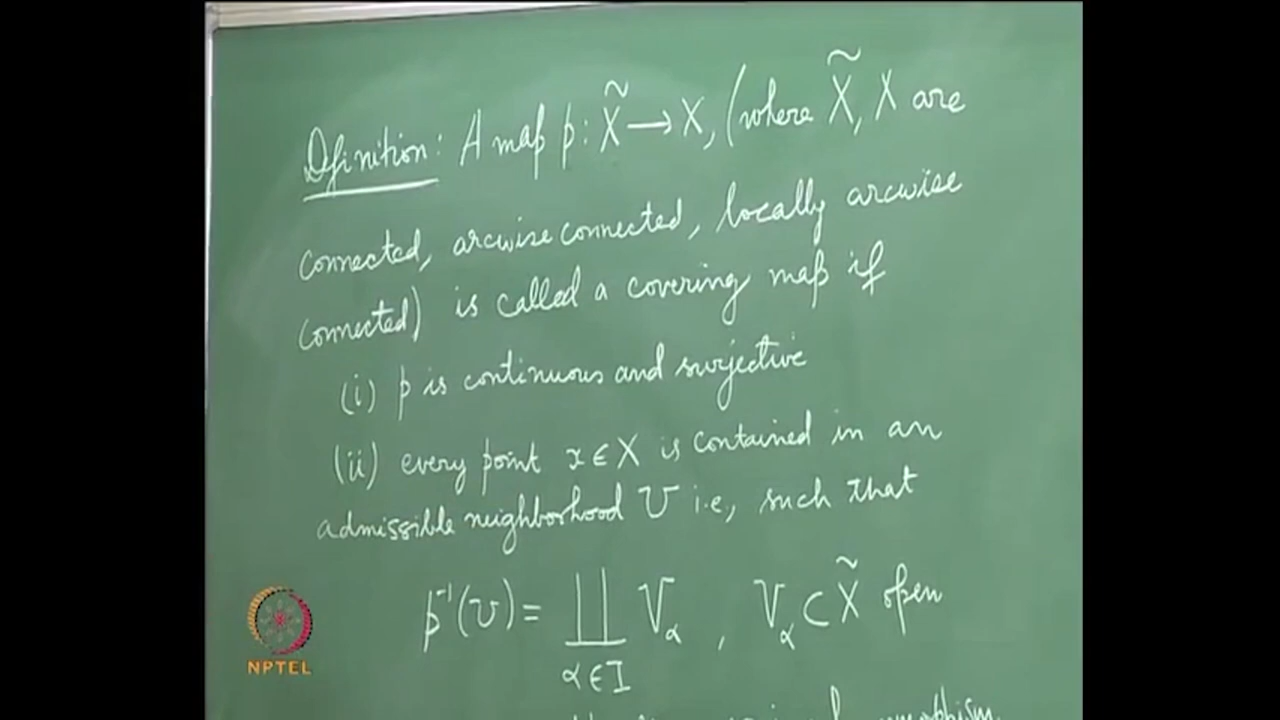 Dfinition: A map p: X̃ → X, (where X̃, X are
connected, arcwise connected, locally arcwise
connected) is called a covering map if
(i) p is continuous and surjective
(ii) every point x ∈ X is contained in an
admissible neighborhood U i.e, such that
p⁻¹(U) = ∐ V_α , V_α ⊂ X̃ open
α ∈ I
NPTEL